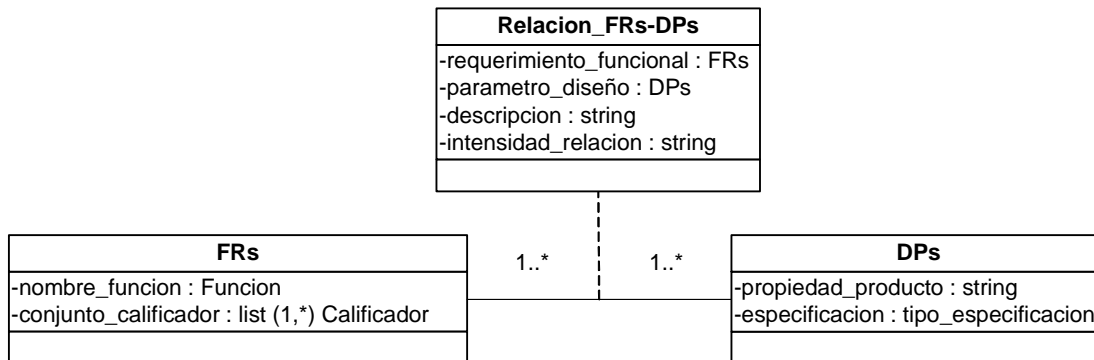 Relacion_FRs-DPs
-requerimiento_funcional : FRs
-parametro_diseño : DPs
-descripcion : string
-intensidad_relacion : string
FRs
-nombre_funcion : Funcion
-conjunto_calificador : list (1,*) Calificador
1..*
1..*
DPs
-propiedad_producto : string
-especificacion : tipo_especificacion